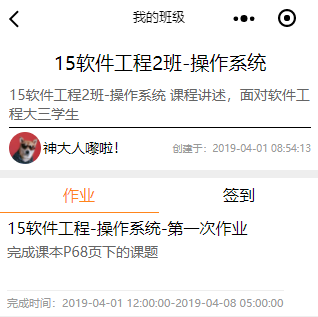 我的班级
15软件工程2班-操作系统
15软件工程2班-操作系统 课程讲述，面对软件工
程大三学生
神大人嚟啦！
创建于：2019-04-01 08:54:13
作业
签到
15软件工程-操作系统-第一次作业
完成课本P68页下的课题
完成时间：2019-04-01 12:00:00-2019-04-08 05:00:00